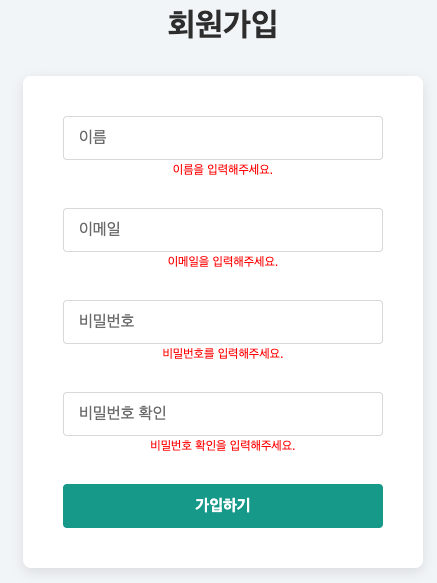 회원가입
이름
이름을 입력해주세요.
이메일
이메일을 입력해주세요.
비밀번호
비밀번호를 입력해주세요.
비밀번호 확인
비밀번호 확인을 입력해주세요.
가입하기